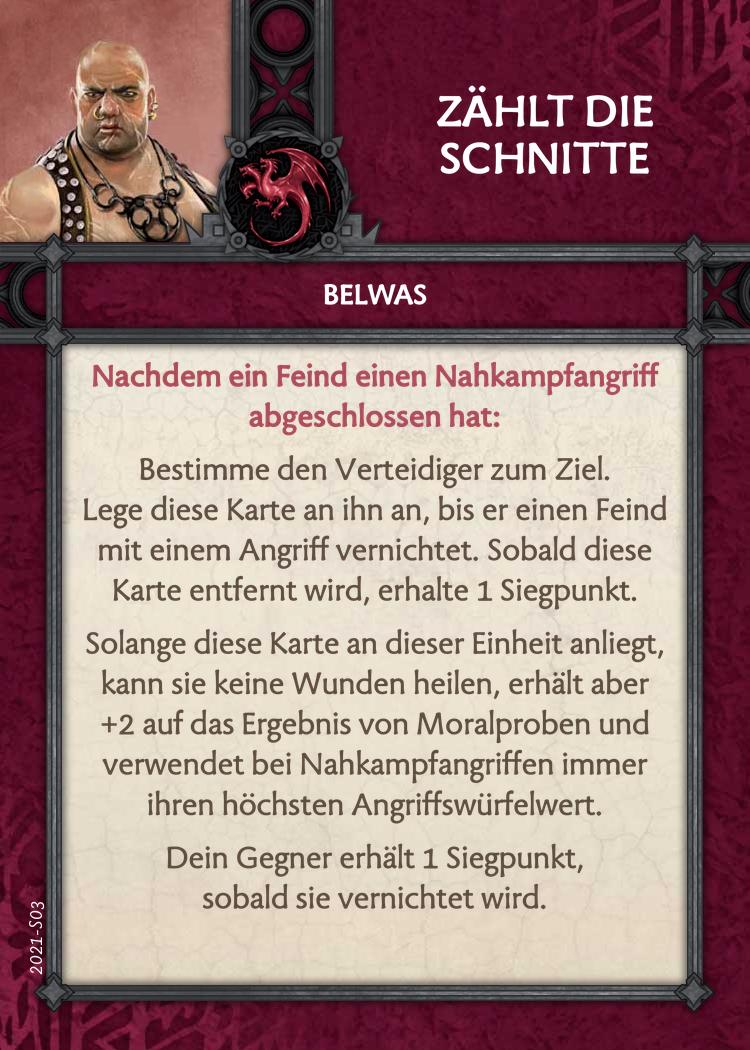 ZÄHLT DIE
SCHNITTE
BELWAS
Nachdem ein Feind einen Nahkampfangriff
abgeschlossen hat:
Bestimme den Verteidiger zum Ziel.
Lege diese Karte an ihn an, bis er einen Feind
mit einem Angriff vernichtet. Sobald diese
Karte entfernt wird, erhalte 1 Siegpunkt.
Solange diese Karte an dieser Einheit anliegt,
kann sie keine Wunden heilen, erhält aber
+2 auf das Ergebnis von Moralproben und
verwendet bei Nahkampfangriffen immer
ihren höchsten Angriffswürfelwert.
Dein Gegner erhält 1 Siegpunkt,
sobald sie vernichtet wird.
2021-S03